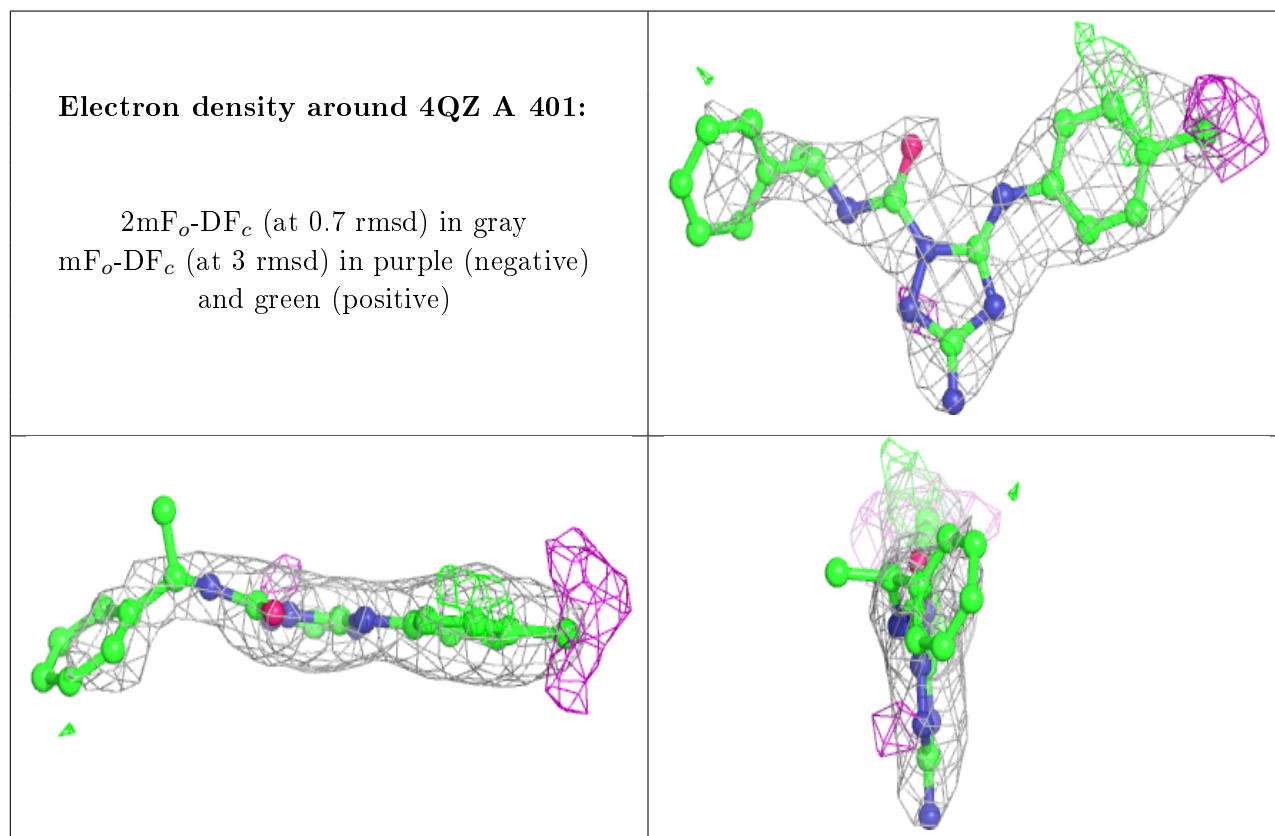 Electron density around 4QZ A 401:
2mFo-DFc (at 0.7 rmsd) in gray
mFo-DFc (at 3 rmsd) in purple (negative)
and green (positive)